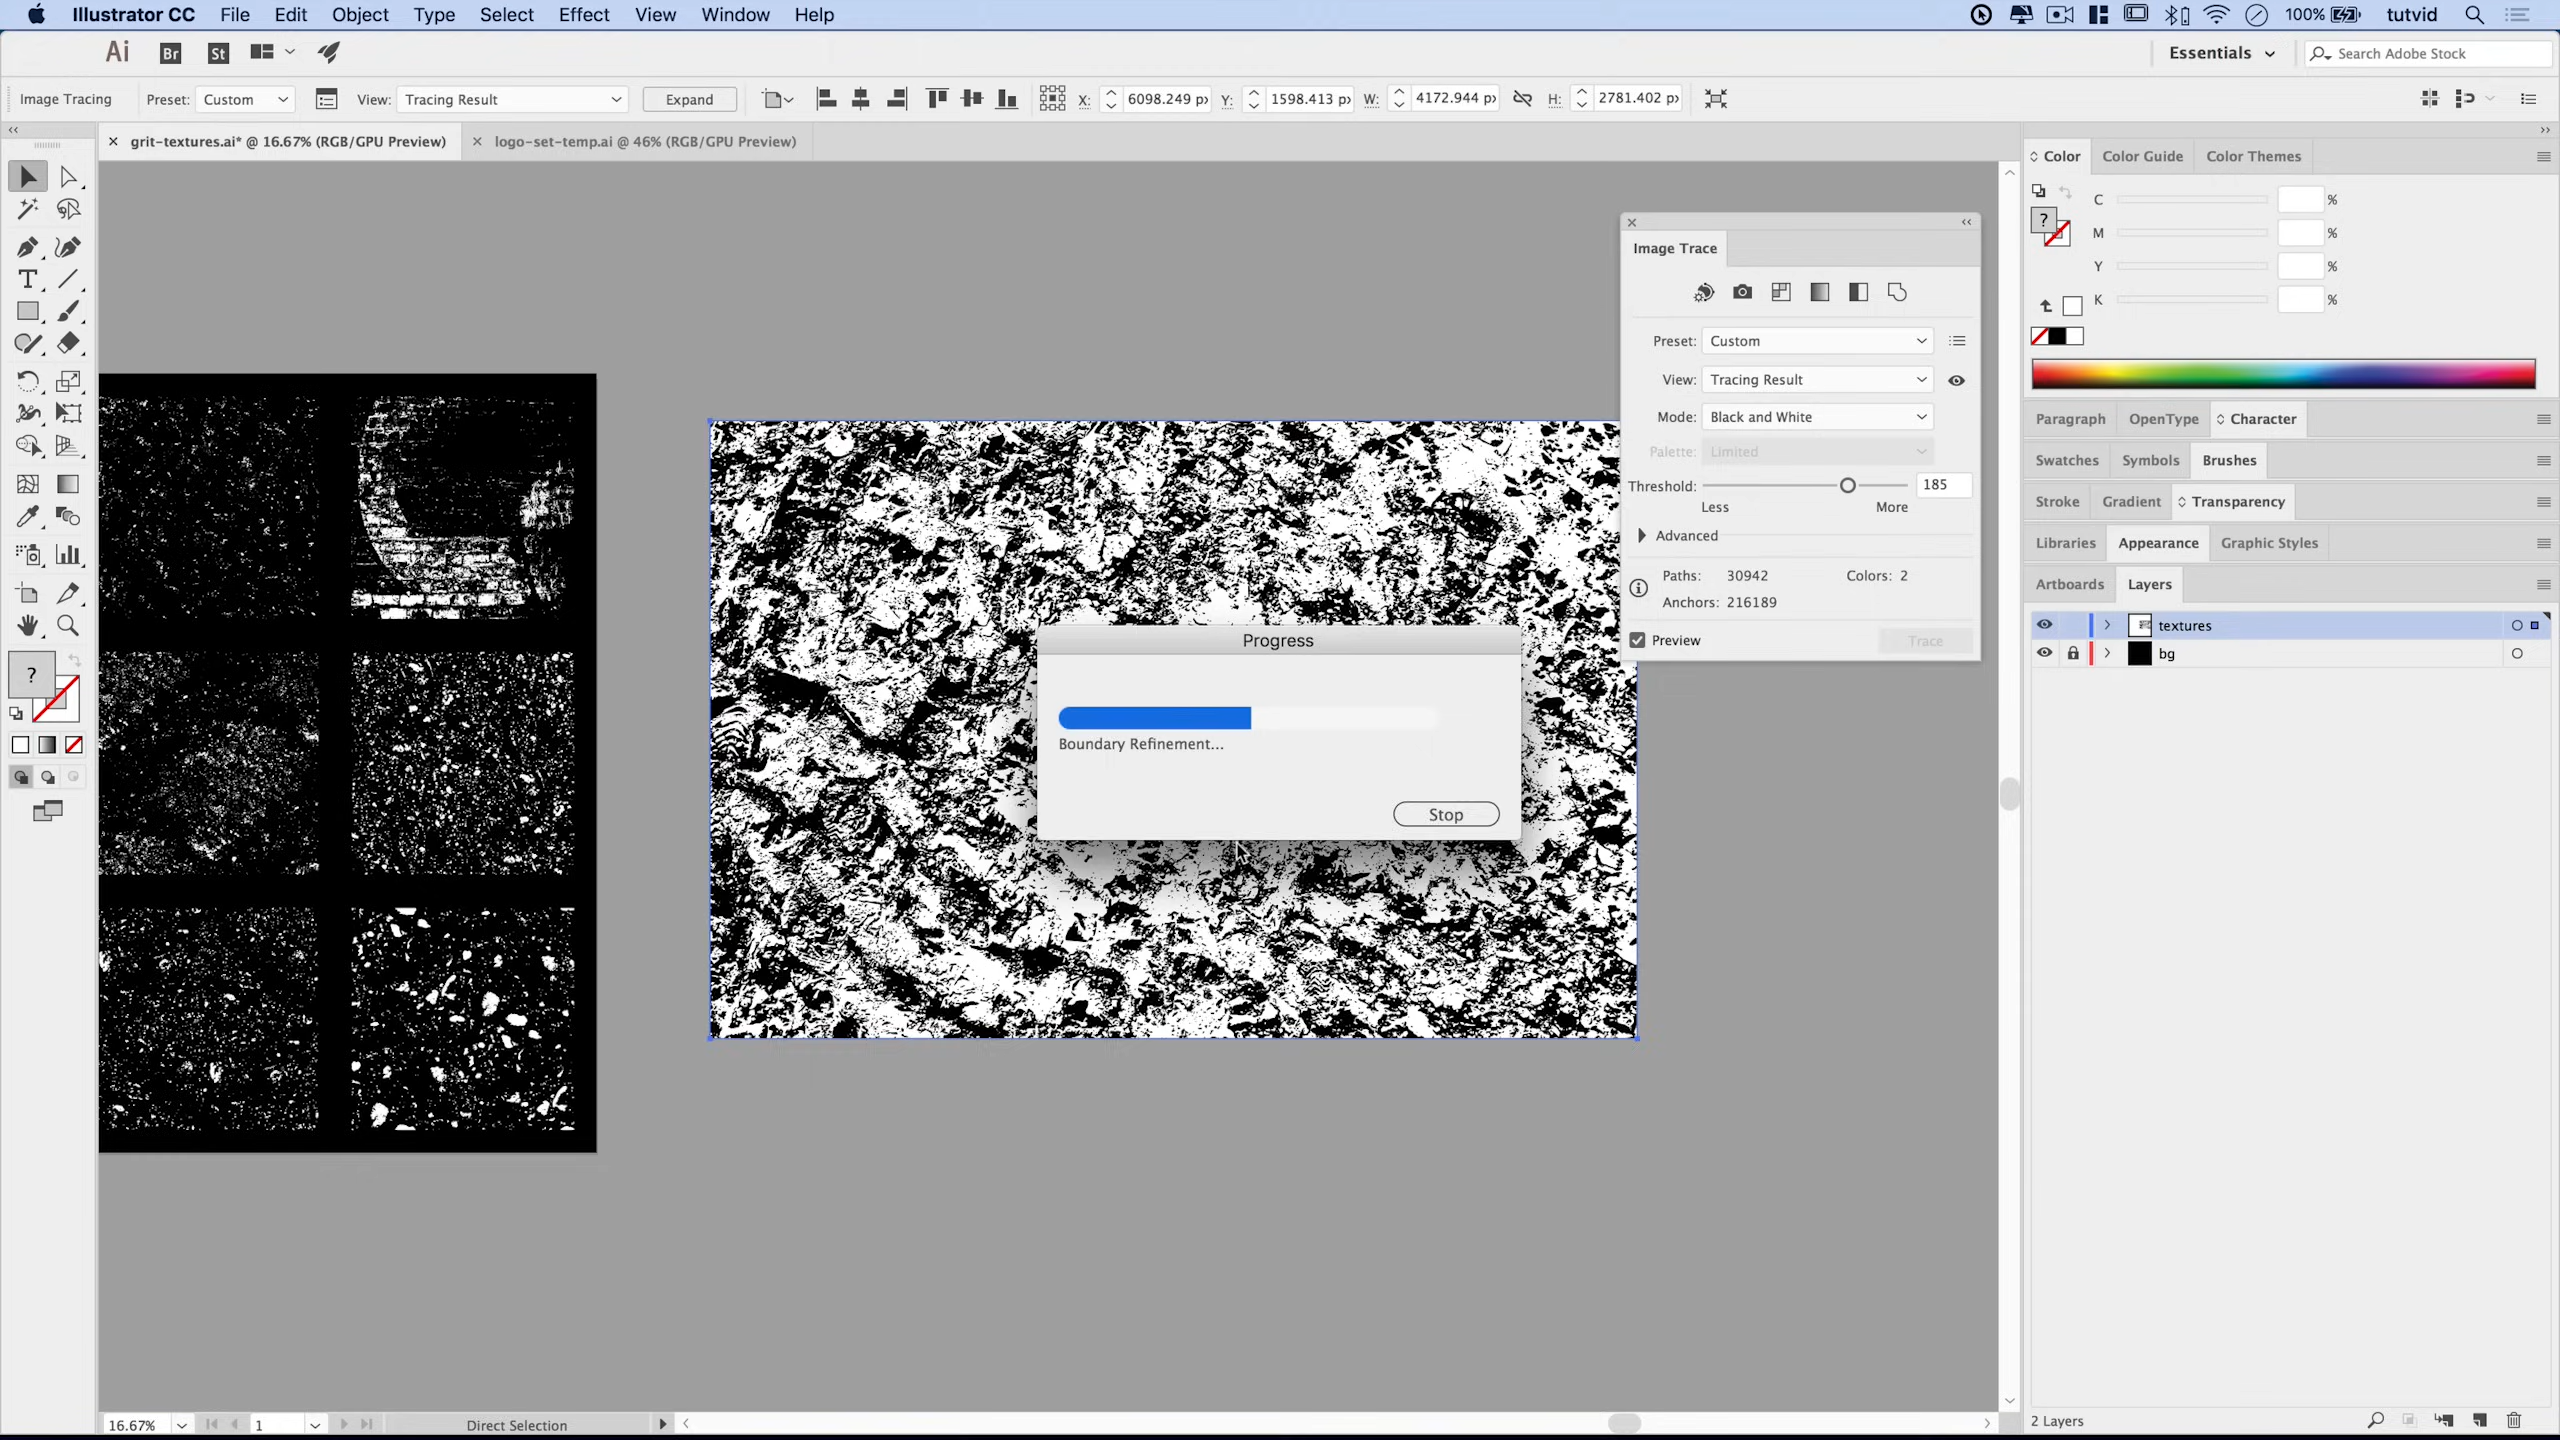 Illustrator CC File Edit Object Type Select Effect View Window Help 100% tutvid
Ai Br St Essentials Search Adobe Stock
Image Tracing Preset: Custom View: Tracing Result Expand X: 6098.249 px Y: 1598.413 px W: 4172.944 px H: 2781.402 px
grit-textures.ai* @ 16.67% (RGB/GPU Preview) logo-set-temp.ai @ 46% (RGB/GPU Preview)
Color Color Guide Color Themes
C %
M %
Y %
K %
Image Trace
Preset: Custom
View: Tracing Result
Mode: Black and White
Palette: Limited
Threshold: 185
Less More
Advanced
Paths: 30942 Colors: 2
Anchors: 216189
Preview Trace
Paragraph OpenType Character
Swatches Symbols Brushes
Stroke Gradient Transparency
Libraries Appearance Graphic Styles
Artboards Layers
textures
bg
Progress
Boundary Refinement...
Stop
T
?
?
16.67% 1 Direct Selection
2 Layers